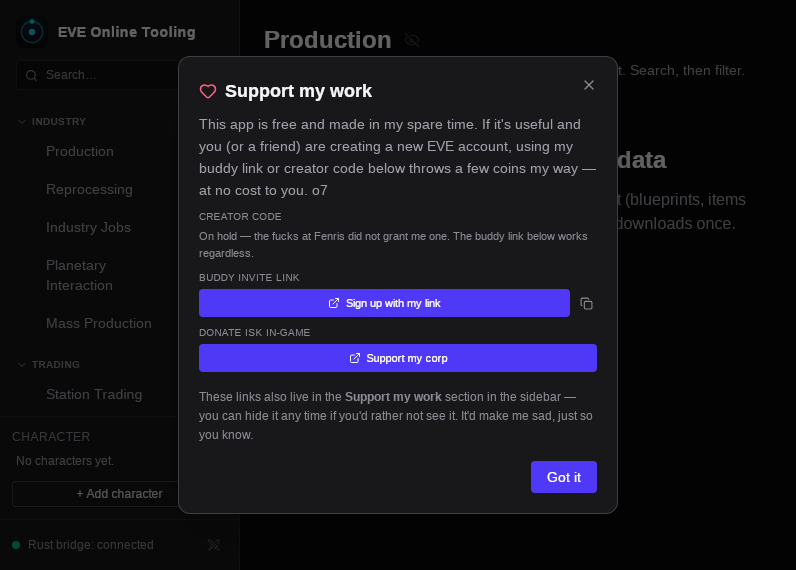 EVE Online Tooling
Search…
INDUSTRY
Production
Reprocessing
Industry Jobs
Planetary
Interaction
Mass Production
TRADING
Station Trading
CHARACTER
No characters yet.
+ Add character
Rust bridge: connected
Production
t. Search, then filter.
data
t (blueprints, items
downloads once.
Support my work
This app is free and made in my spare time. If it's useful and
you (or a friend) are creating a new EVE account, using my
buddy link or creator code below throws a few coins my way —
at no cost to you. o7
CREATOR CODE
On hold — the fucks at Fenris did not grant me one. The buddy link below works
regardless.
BUDDY INVITE LINK
Sign up with my link
DONATE ISK IN-GAME
Support my corp
These links also live in the Support my work section in the sidebar —
you can hide it any time if you'd rather not see it. It'd make me sad, just so
you know.
Got it